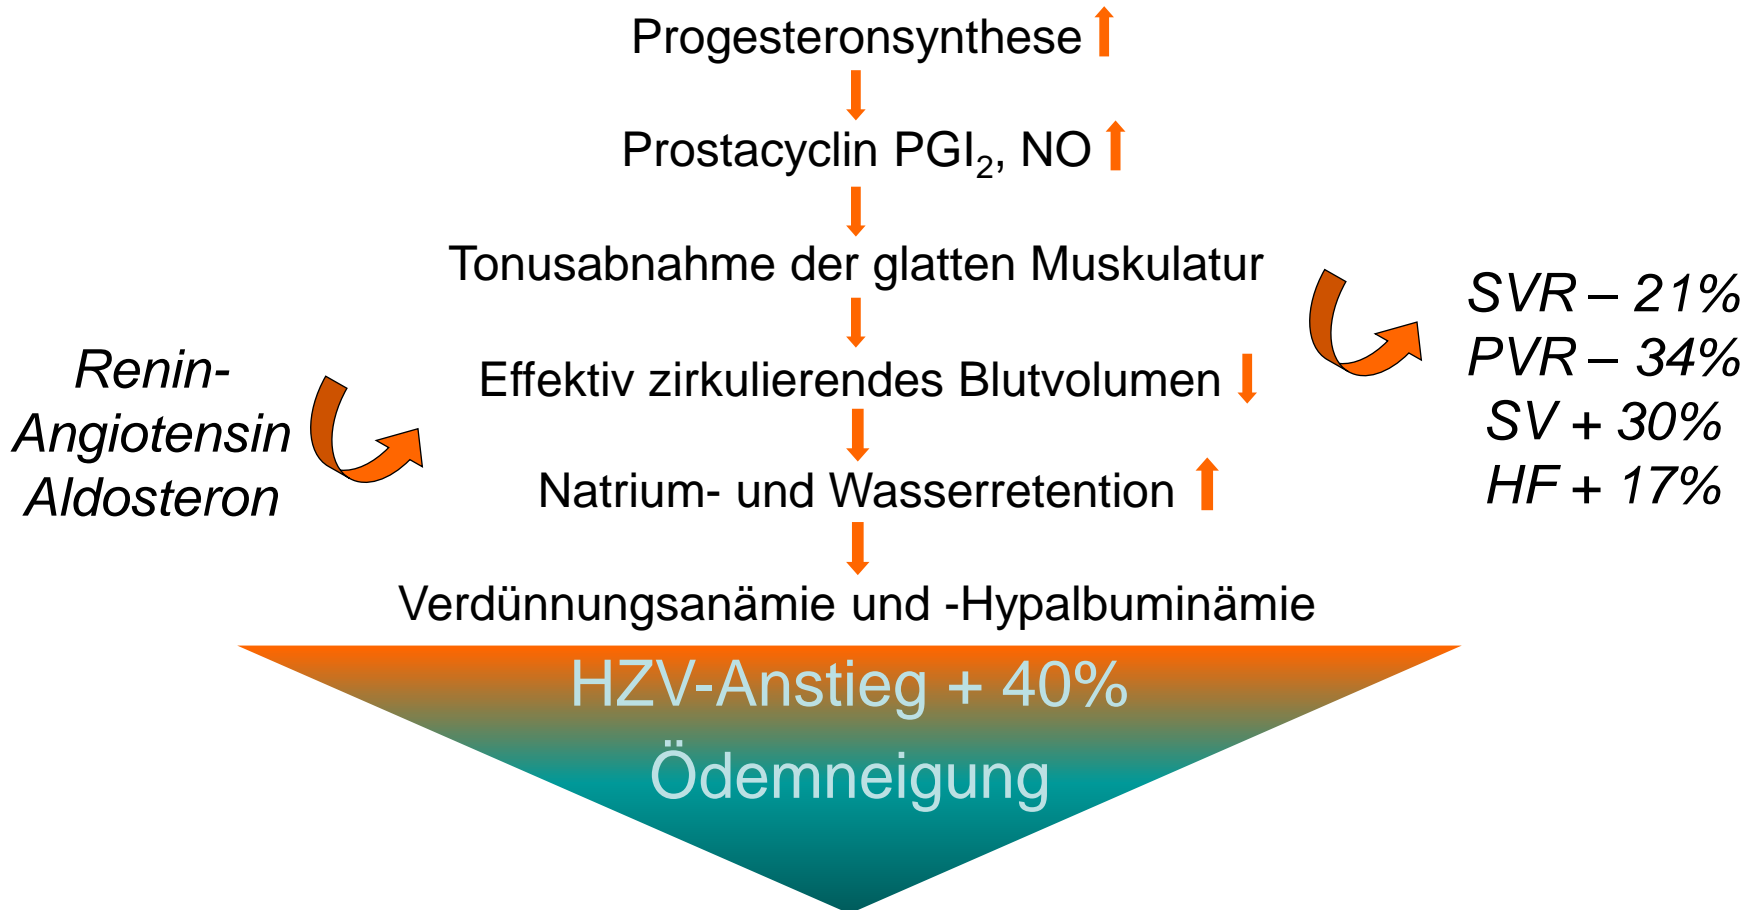 Progesteronsynthese
Prostacyclin PGI₂, NO
Tonusabnahme der glatten Muskulatur
Effektiv zirkulierendes Blutvolumen
Natrium- und Wasserretention
Verdünnungsanämie und -Hypalbuminämie
HZV-Anstieg + 40%
Ödemneigung
Renin-
Angiotensin
Aldosteron
SVR – 21%
PVR – 34%
SV + 30%
HF + 17%